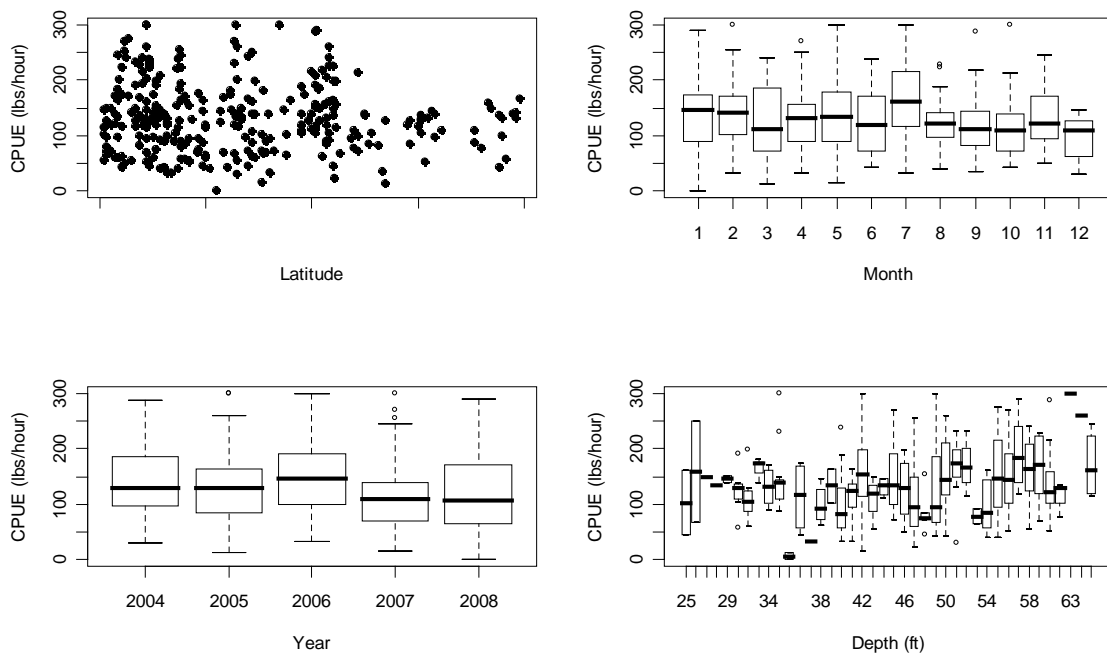 CPUE (lbs/hour)
300
200
100
0
Latitude
CPUE (lbs/hour)
300
200
100
0
1 2 3 4 5 6 7 8 9 10 11 12
Month
CPUE (lbs/hour)
300
200
100
0
2004 2005 2006 2007 2008
Year
CPUE (lbs/hour)
300
200
100
0
25 29 34 38 42 46 50 54 58 63
Depth (ft)